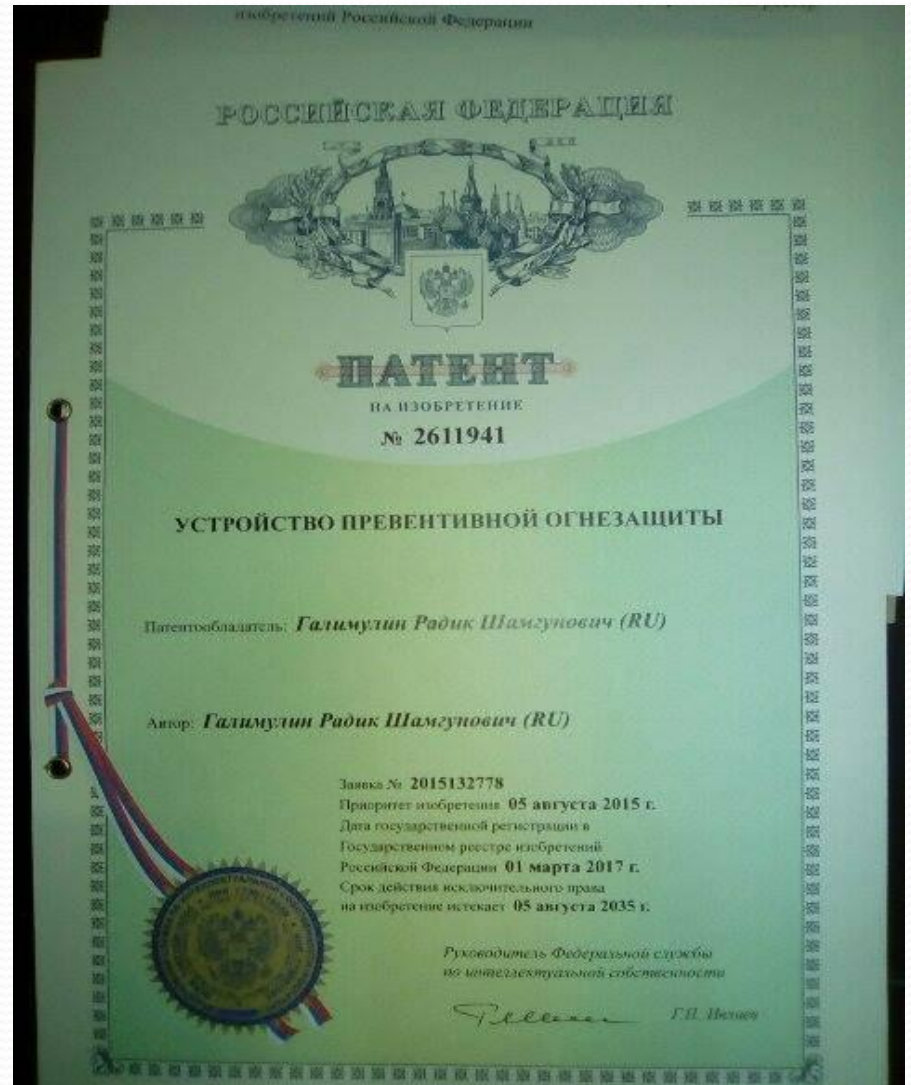 изобретений Российской Федерации
РОССИЙСКАЯ ФЕДЕРАЦИЯ
ПАТЕНТ
НА ИЗОБРЕТЕНИЕ
№ 2611941
УСТРОЙСТВО ПРЕВЕНТИВНОЙ ОГНЕЗАЩИТЫ
Патентообладатель: Галимулин Радик Шамгунович (RU)
Автор: Галимулин Радик Шамгунович (RU)
Заявка № 2015132778
Приоритет изобретения 05 августа 2015 г.
Дата государственной регистрации в
Государственном реестре изобретений
Российской Федерации 01 марта 2017 г.
Срок действия исключительного права
на изобретение истекает 05 августа 2035 г.
Руководитель Федеральной службы
по интеллектуальной собственности
Г.П. Ивлиев